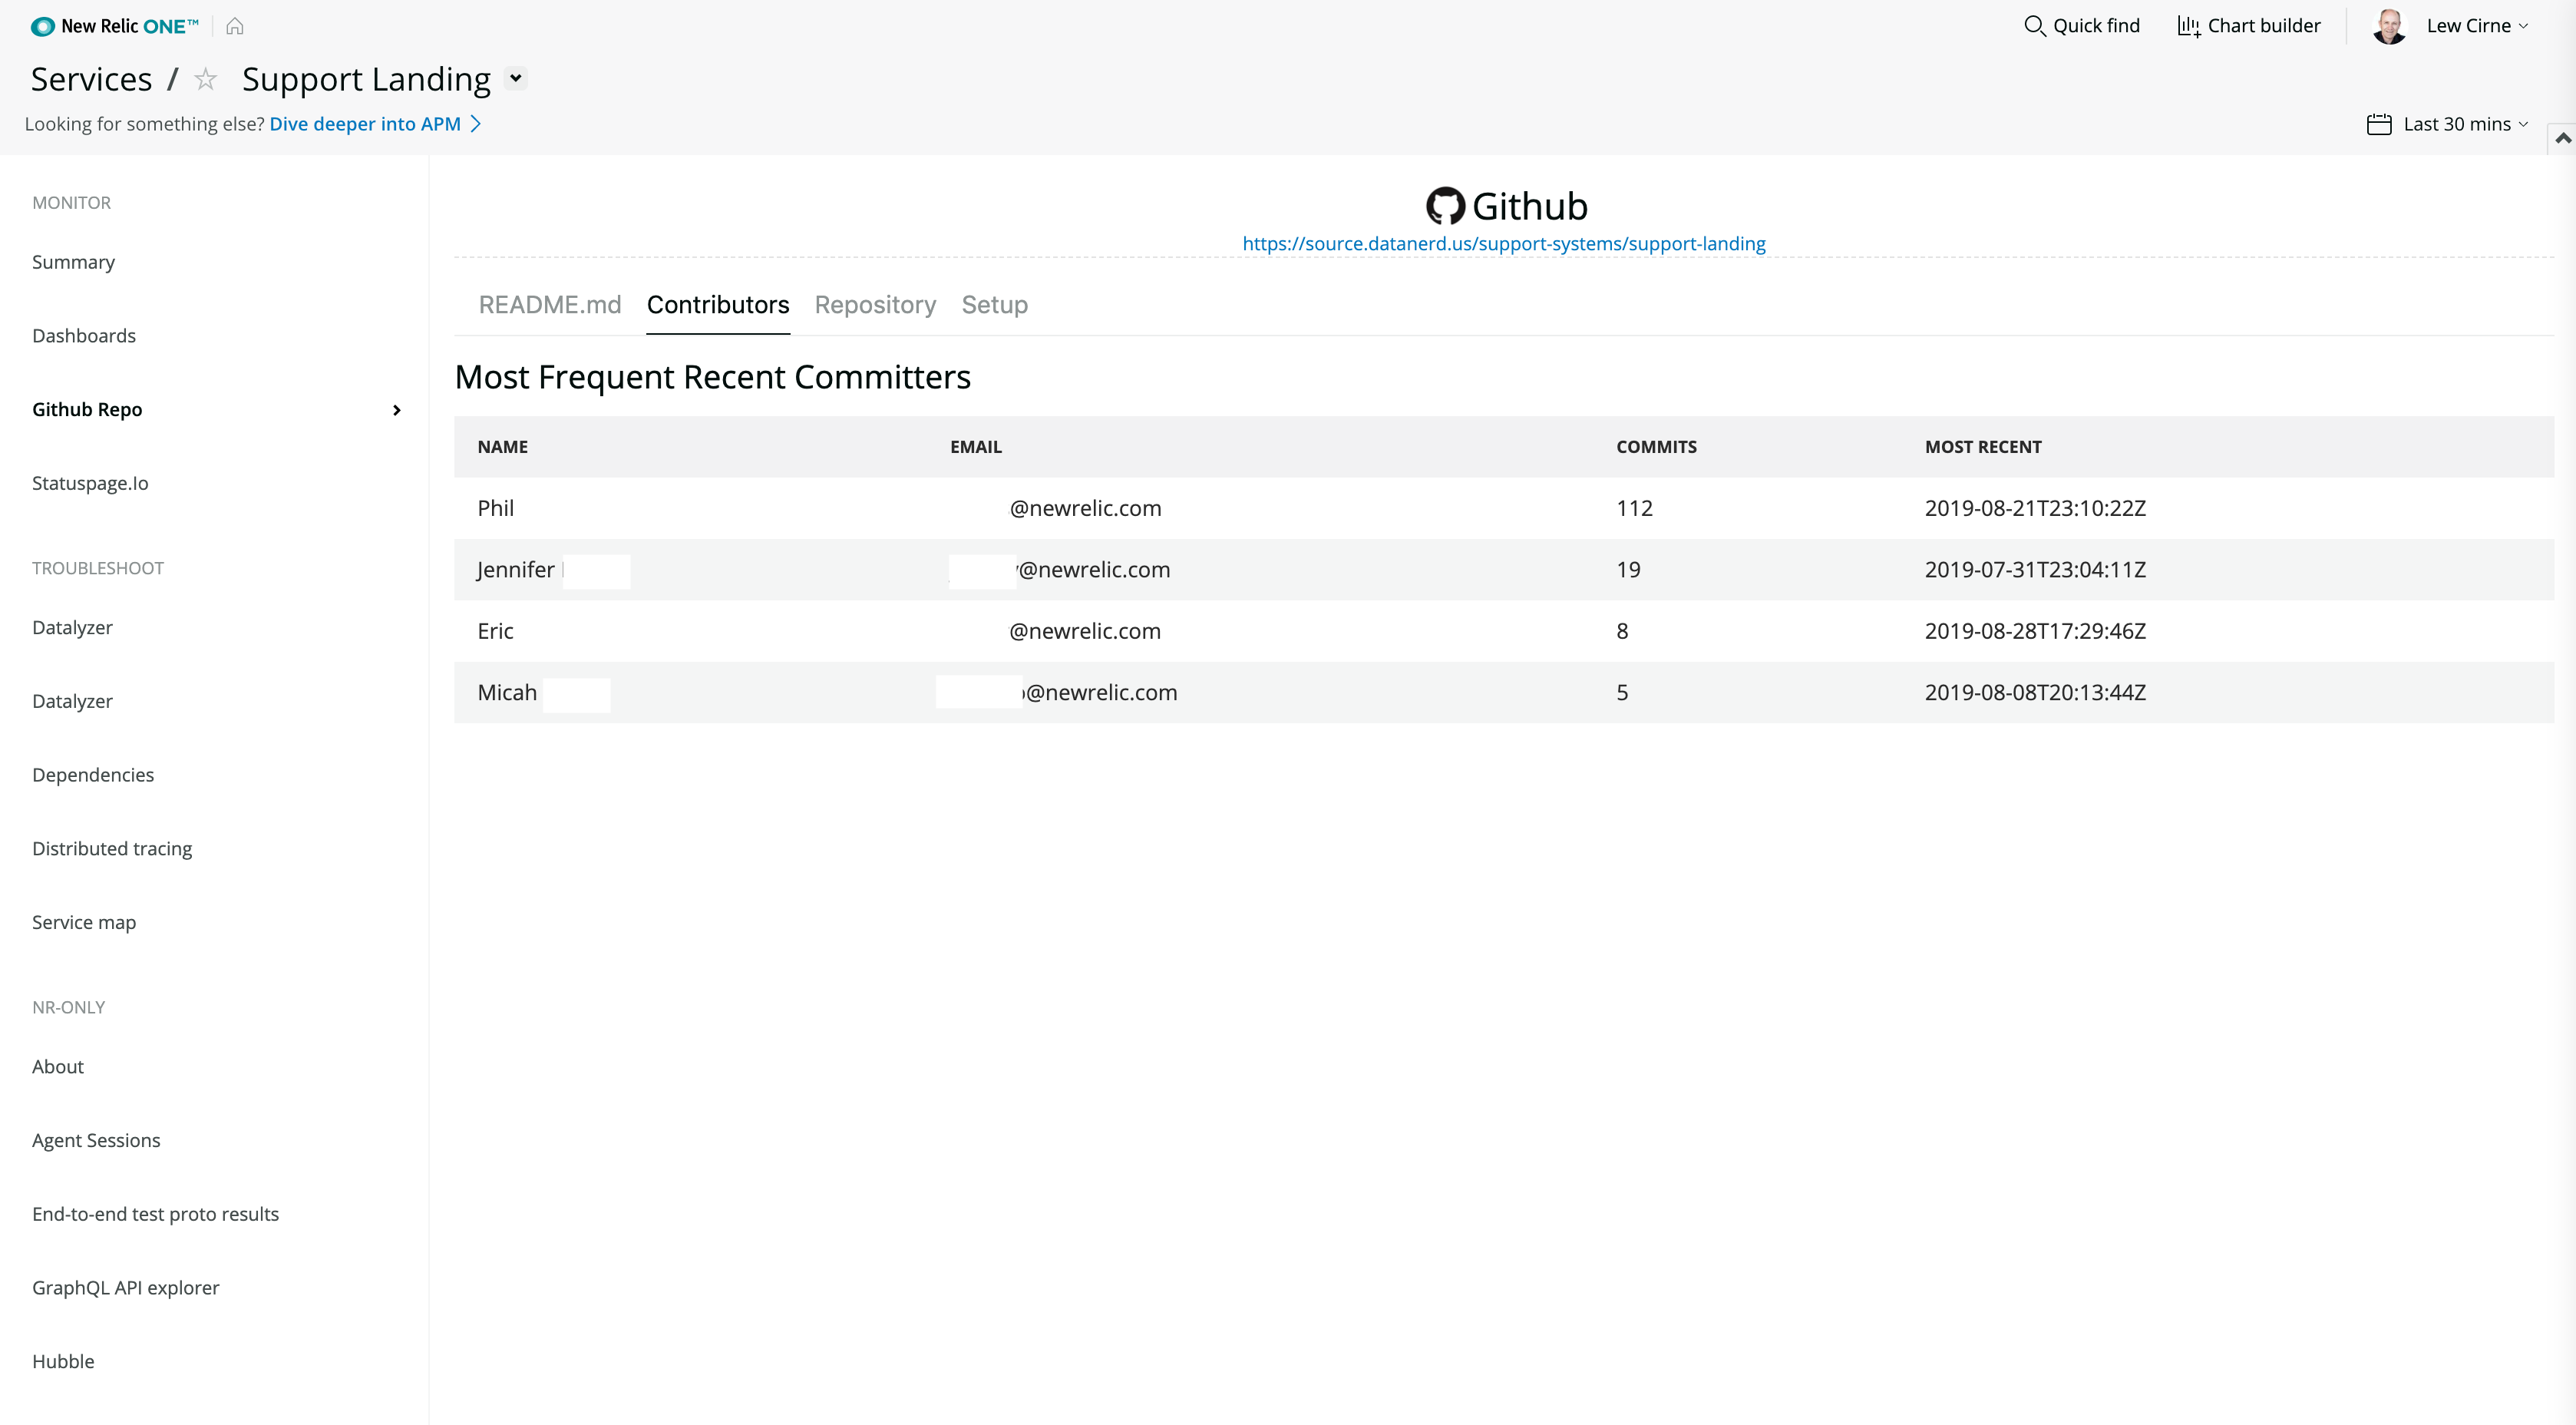 New Relic ONE™
Quick find
Chart builder
Lew Cirne
Services / Support Landing
Looking for something else? Dive deeper into APM
Last 30 mins
MONITOR
Summary
Dashboards
Github Repo
Statuspage.Io
TROUBLESHOOT
Datalyzer
Datalyzer
Dependencies
Distributed tracing
Service map
NR-ONLY
About
Agent Sessions
End-to-end test proto results
GraphQL API explorer
Hubble
Github
https://source.datanerd.us/support-systems/support-landing
README.md Contributors Repository Setup
Most Frequent Recent Committers
NAME EMAIL COMMITS MOST RECENT
Phil @newrelic.com 112 2019-08-21T23:10:22Z
Jennifer @newrelic.com 19 2019-07-31T23:04:11Z
Eric @newrelic.com 8 2019-08-28T17:29:46Z
Micah @newrelic.com 5 2019-08-08T20:13:44Z